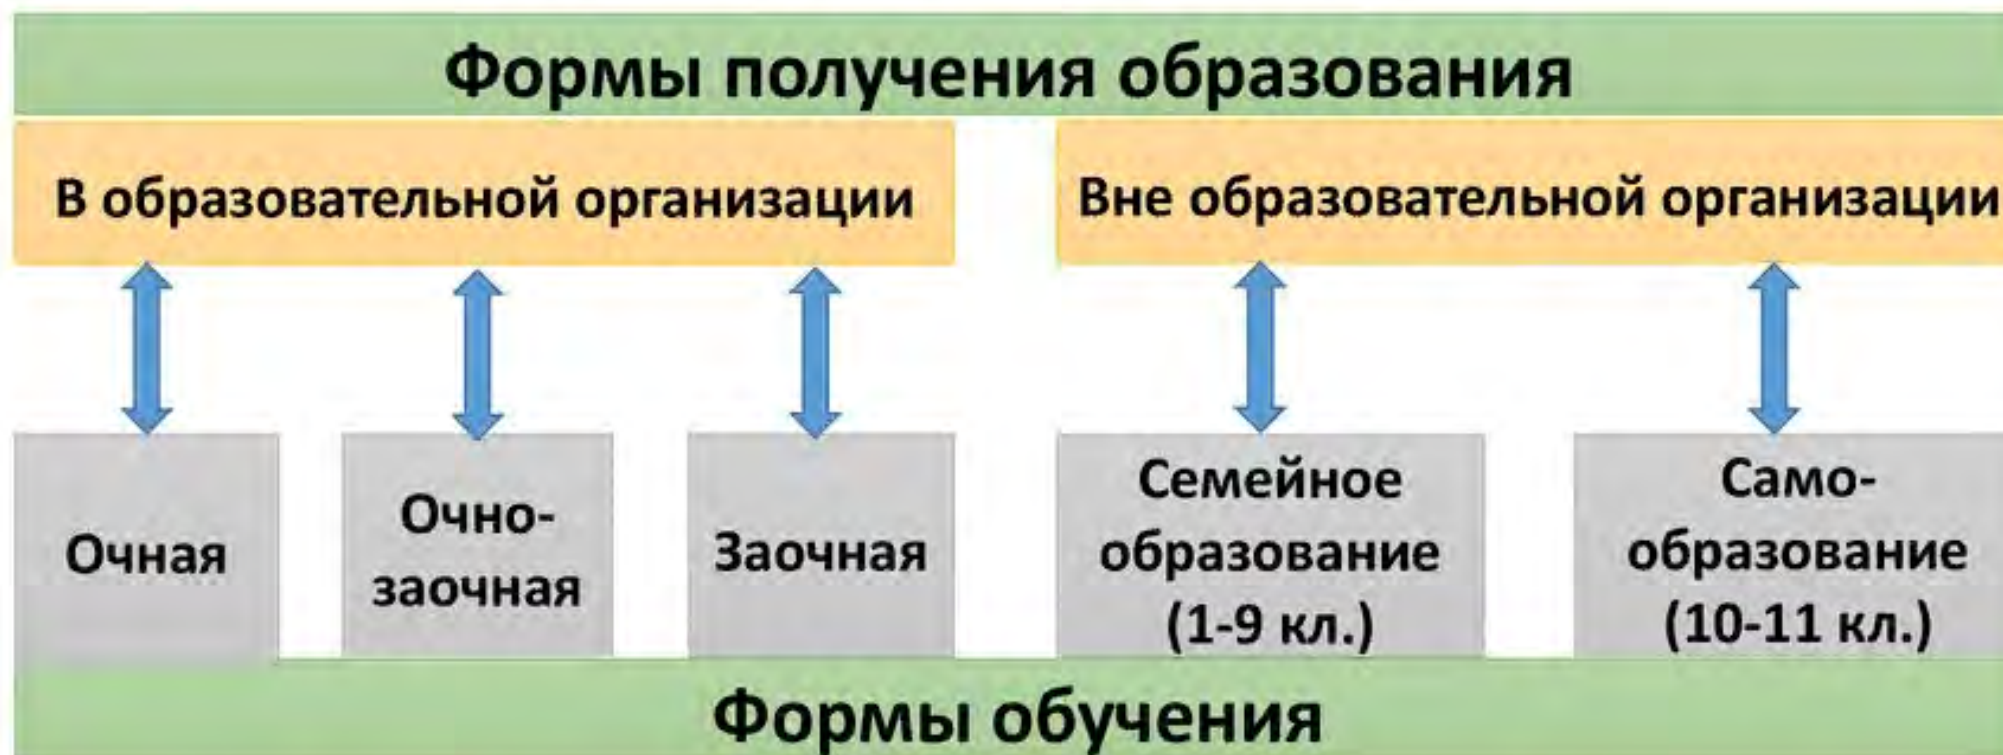 Формы получения образования
В образовательной организации
Вне образовательной организации
Очная
Очно-
заочная
Заочная
Семейное
образование
(1-9 кл.)
Само-
образование
(10-11 кл.)
Формы обучения